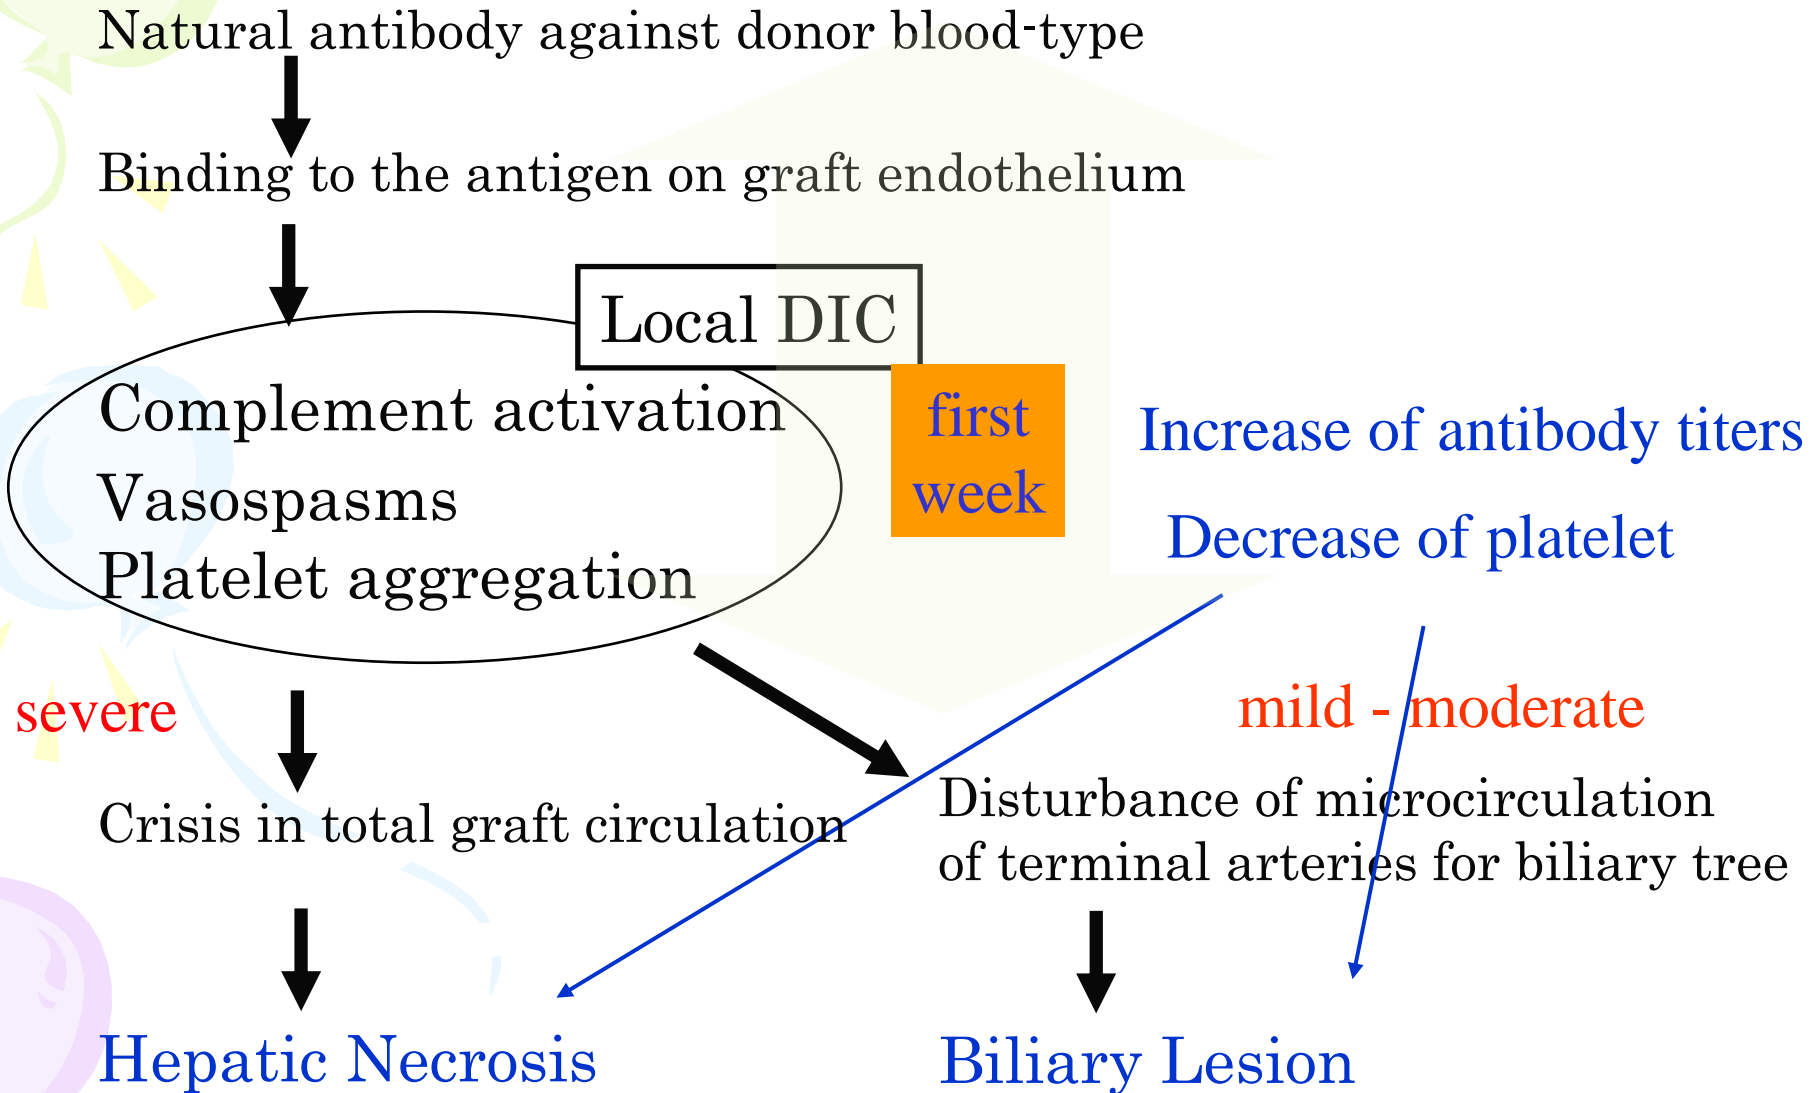 Natural antibody against donor blood-type
Binding to the antigen on graft endothelium
Local DIC
Complement activation
Vasospasms
Platelet aggregation
first
week
Increase of antibody titers
Decrease of platelet
severe
mild - moderate
Crisis in total graft circulation
Disturbance of microcirculation
of terminal arteries for biliary tree
Hepatic Necrosis
Biliary Lesion